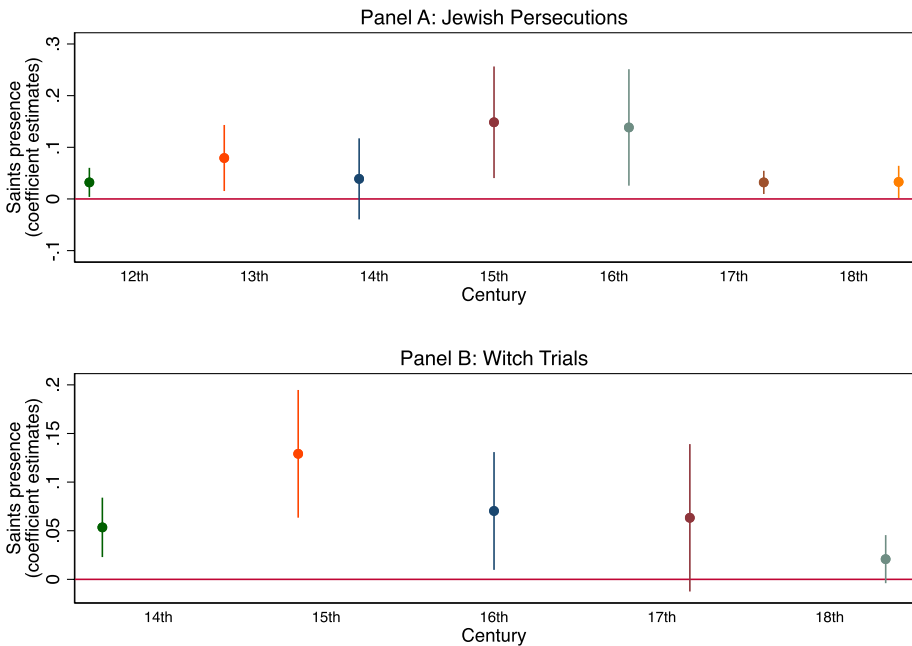 Panel A: Jewish Persecutions
Saints presence
(coefficient estimates)
.3
.2
.1
0
-.1
12th 13th 14th 15th 16th 17th 18th
Century
Panel B: Witch Trials
Saints presence
(coefficient estimates)
.2
.15
.1
.05
0
14th 15th 16th 17th 18th
Century